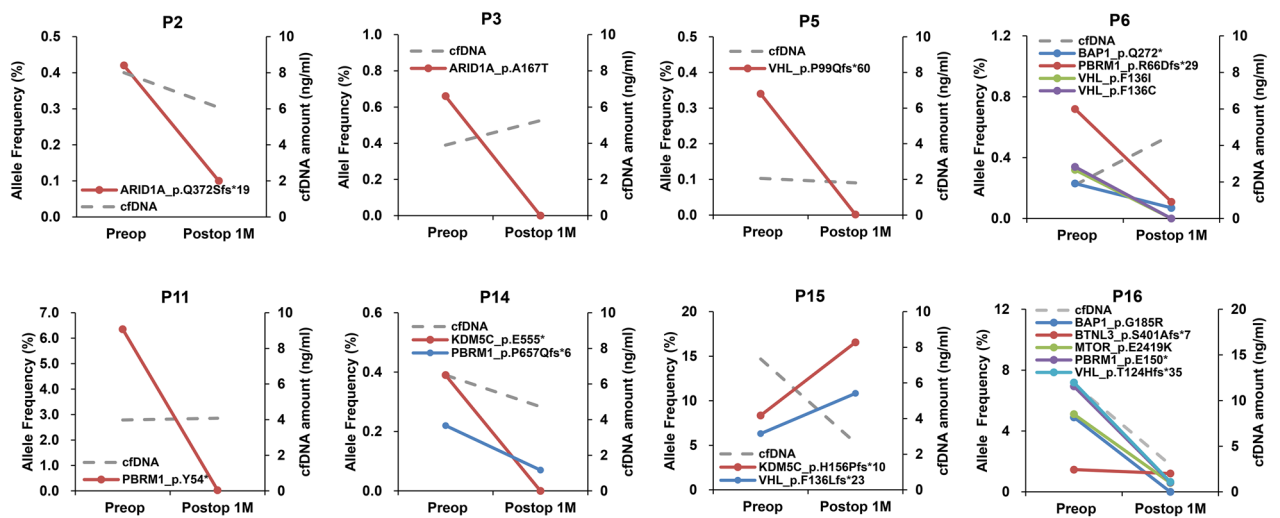 P2
Allele Frequency (%)
0.5
0.4
0.3
0.2
0.1
0.0
ARID1A_p.Q372Sfs*19
cfDNA
10
8
6
4
2
0
cfDNA amount (ng/ml)
Preop
Postop 1M
P3
Allel Frequency (%)
1.0
0.8
0.6
0.4
0.2
0.0
cfDNA
ARID1A_p.A167T
10
8
6
4
2
0
cfDNA amount (ng/ml)
Preop
Postop 1M
P5
Allele Frequency (%)
0.5
0.4
0.3
0.2
0.1
0.0
cfDNA
VHL_p.P99Qfs*60
10
8
6
4
2
0
cfDNA amount (ng/ml)
Preop
Postop 1M
P6
Allele Frequency (%)
1.2
0.8
0.4
0.0
cfDNA
BAP1_p.Q272*
PBRM1_p.R66Dfs*29
VHL_p.F136I
VHL_p.F136C
10
8
6
4
2
0
cfDNA amount (ng/ml)
Preop
Postop 1M
P11
Allele Frequency (%)
7.0
6.0
5.0
4.0
3.0
2.0
1.0
0.0
cfDNA
PBRM1_p.Y54*
10
8
6
4
2
0
cfDNA amount (ng/ml)
Preop
Postop 1M
P14
Allele Frequency (%)
0.6
0.4
0.2
0.0
cfDNA
KDM5C_p.E555*
PBRM1_p.P657Qfs*6
10
8
6
4
2
0
cfDNA amount (ng/ml)
Preop
Postop 1M
P15
Allele Frequency (%)
20
15
10
5
0
cfDNA
KDM5C_p.H156Pfs*10
VHL_p.F136Lfs*23
10
8
6
4
2
0
cfDNA amount (ng/ml)
Preop
Postop 1M
P16
Allele Frequency (%)
12
8
4
0
cfDNA
BAP1_p.G185R
BTNL3_p.S401Afs*7
MTOR_p.E2419K
PBRM1_p.E150*
VHL_p.T124Hfs*35
20
15
10
5
0
cfDNA amount (ng/ml)
Preop
Postop 1M